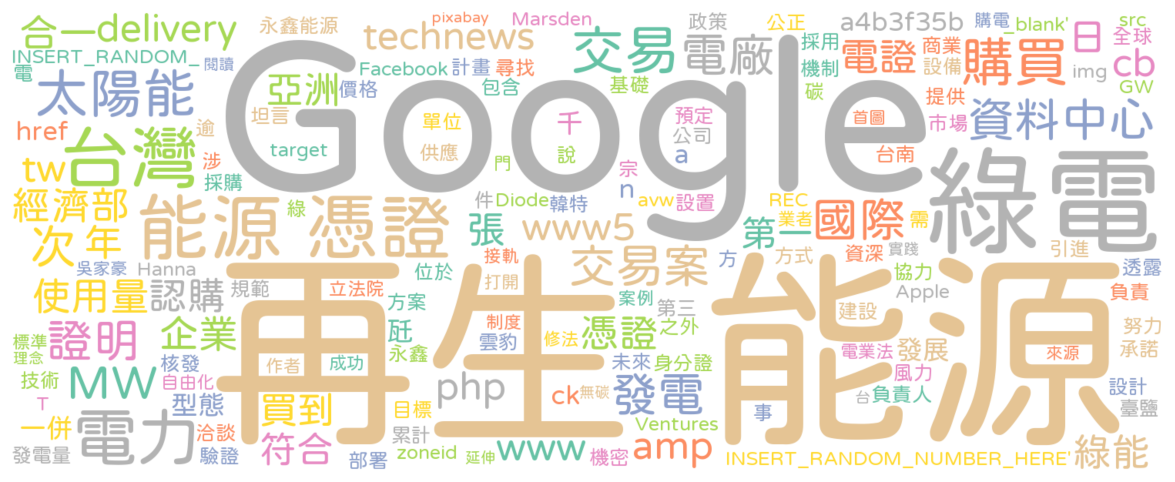 合一 delivery 永鑫能源 pixabay Marsden 政策 公正 a4b3f35b 購電 _blank' src
INSERT_RANDOM_ 閱讀 technews 交易 電廠 採用 電證 商業 購買 日 全球
電 太陽能 亞洲 價格 Facebook 計畫 尋找 機制 設備 img cb
Google 包含 基礎 碳 提供 GW
href 坦言 單位 千 預定 首圖 市場 資料中心
台灣 逾 target 供應 門 說 公司 a 台南
tw 涉 採購 宗 n 綠電
經濟部 綠 件 Diode 韓特 avw 設置 REC 業者 國際 需
次 年 能源 憑證 張 www5 第一 資深 實踐 引進
吳家豪 Hanna 接軌 交易案 方 方式 協力 透露
使用量 認購 規範 立法院 位於 打開 案例 第三 Apple 負責
再生能源
標準 證明 企業 方案 瓩 制度 修法 憑證 之外 建設 努力
理念 核發 作者 成功 永鑫 雲豹 未來 身分證 電業法 發展 來源 承諾
技術 MW 自由化 php ck 無碳 發電 風力 設計
T 型態 買到 目標 事 台 負責人 臺鹽
一併 電力 洽談 符合 累計 Ventures
發電量 驗證 部署 zoneid 延伸 www 機密 amp INSERT_RANDOM_NUMBER_HERE' 綠能